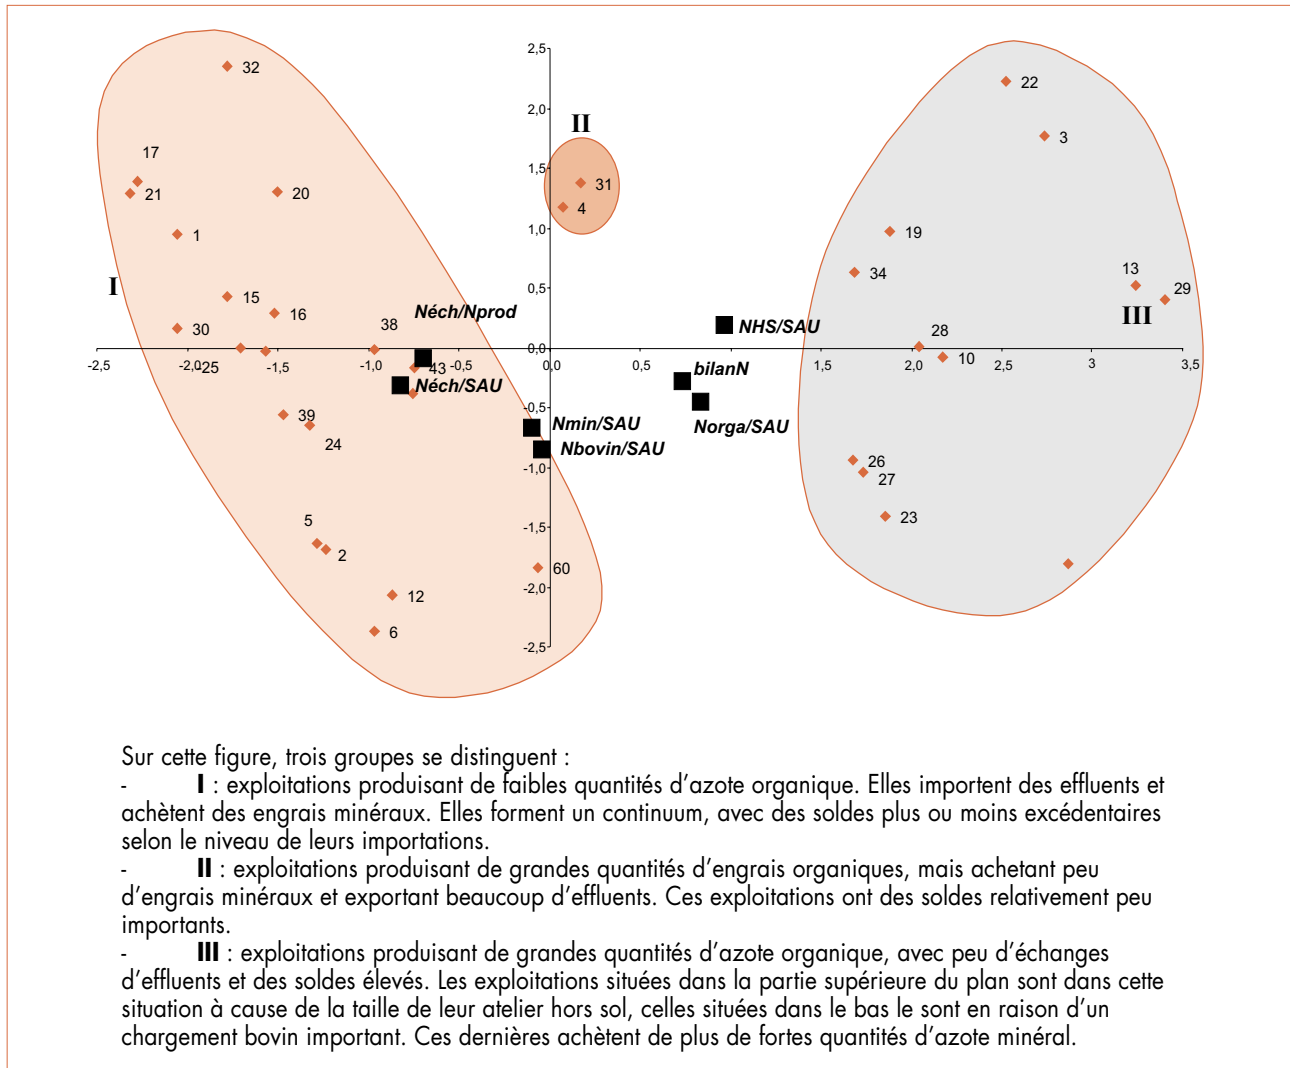 2,5
32
22
2,0
II
3
17
1,5
31
21
20
4
1,0
1
19
34
I
13
15
0,5
29
16
Néch/Nprod
III
30
38
NHS/SAU
28
0,0
10
-2,5
-2,0
-25
-1,5
-1,0
43
-0,5
0,0
0,5
bilanN
1,5
2,0
2,5
3
3,5
Néch/SAU
-0,5
Norga/SAU
39
Nmin/SAU
24
Nbovin/SAU
-1,0
26
27
5
-1,5
23
2
60
12
-2,0
6
-2,5
Sur cette figure, trois groupes se distinguent :
- I : exploitations produisant de faibles quantités d'azote organique. Elles importent des effluents et
achètent des engrais minéraux. Elles forment un continuum, avec des soldes plus ou moins excédentaires
selon le niveau de leurs importations.
- II : exploitations produisant de grandes quantités d'engrais organiques, mais achetant peu
d'engrais minéraux et exportant beaucoup d'effluents. Ces exploitations ont des soldes relativement peu
importants.
- III : exploitations produisant de grandes quantités d'azote organique, avec peu d'échanges
d'effluents et des soldes élevés. Les exploitations situées dans la partie supérieure du plan sont dans cette
situation à cause de la taille de leur atelier hors sol, celles situées dans le bas le sont en raison d'un
chargement bovin important. Ces dernières achètent de plus de fortes quantités d'azote minéral.